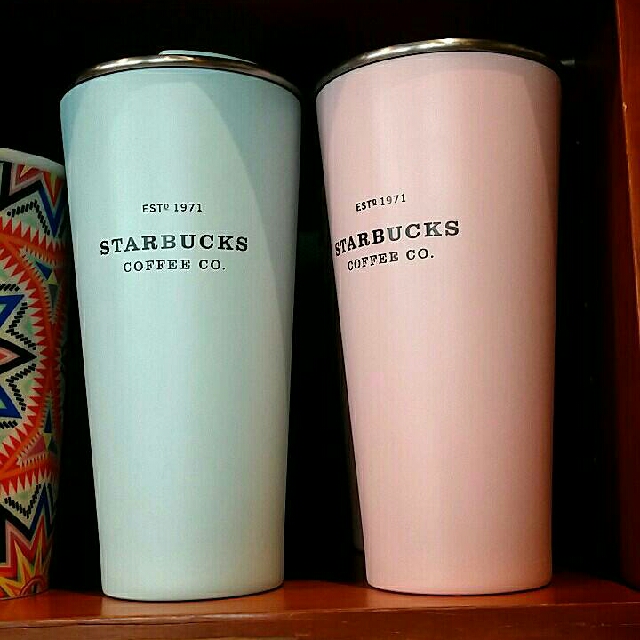 ESTD 1971
STARBUCKS
COFFEE CO.
ESTD 1971
STARBUCKS
COFFEE CO.